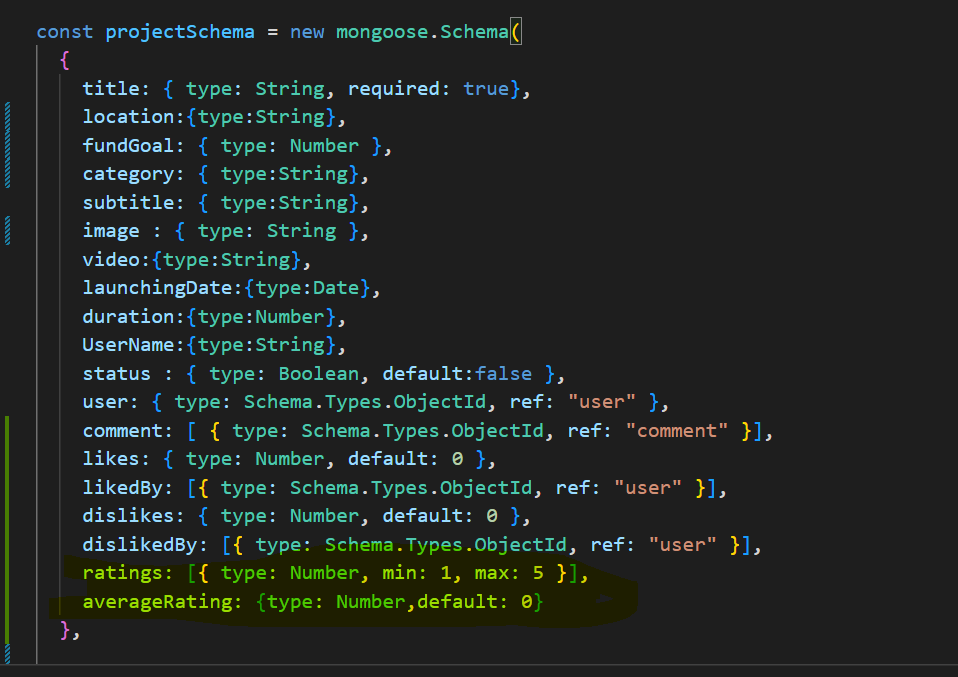 const projectSchema = new mongoose.Schema(
{
title: { type: String, required: true},
location:{type:String},
fundGoal: { type: Number },
category: { type:String},
subtitle: { type:String},
image : { type: String },
video:{type:String},
launchingDate:{type:Date},
duration:{type:Number},
UserName:{type:String},
status : { type: Boolean, default:false },
user: { type: Schema.Types.ObjectId, ref: "user" },
comment: [ { type: Schema.Types.ObjectId, ref: "comment" }],
likes: { type: Number, default: 0 },
likedBy: [{ type: Schema.Types.ObjectId, ref: "user" }],
dislikes: { type: Number, default: 0 },
dislikedBy: [{ type: Schema.Types.ObjectId, ref: "user" }],
ratings: [{ type: Number, min: 1, max: 5 }],
averageRating: {type: Number,default: 0}
},